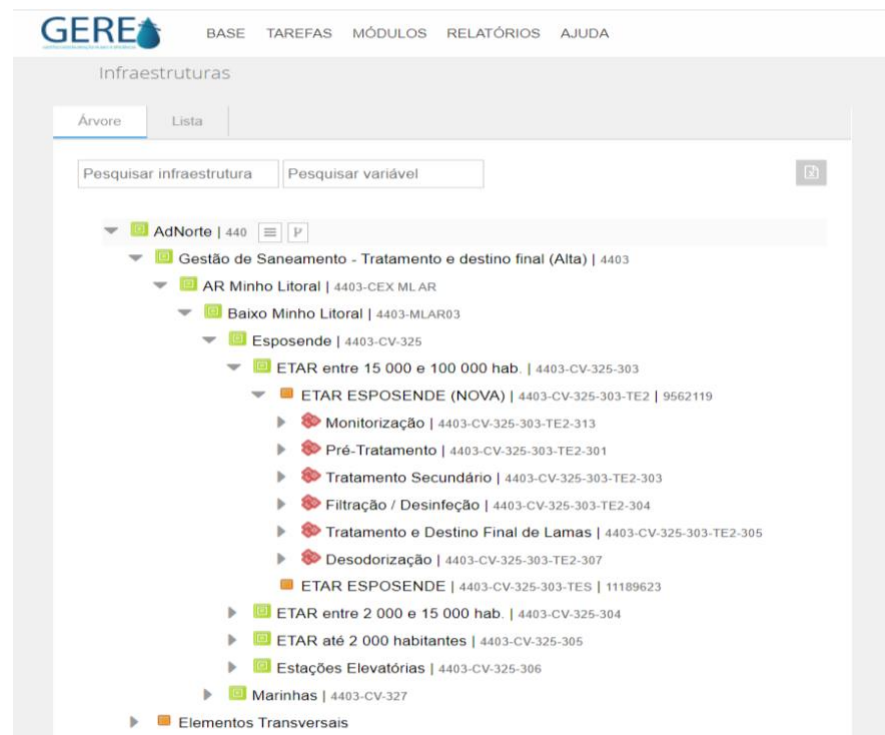 GERE
BASE TAREFAS MÓDULOS RELATÓRIOS AJUDA
Infraestruturas
Árvore Lista
Pesquisar infraestrutura Pesquisar variável
AdNorte | 440
Gestão de Saneamento - Tratamento e destino final (Alta) | 4403
AR Minho Litoral | 4403-CEX ML AR
Baixo Minho Litoral | 4403-MLAR03
Esposende | 4403-CV-325
ETAR entre 15 000 e 100 000 hab. | 4403-CV-325-303
ETAR ESPOSENDE (NOVA) | 4403-CV-325-303-TE2 | 9562119
Monitorização | 4403-CV-325-303-TE2-313
Pré-Tratamento | 4403-CV-325-303-TE2-301
Tratamento Secundário | 4403-CV-325-303-TE2-303
Filtração / Desinfeção | 4403-CV-325-303-TE2-304
Tratamento e Destino Final de Lamas | 4403-CV-325-303-TE2-305
Desodorização | 4403-CV-325-303-TE2-307
ETAR ESPOSENDE | 4403-CV-325-303-TES | 11189623
ETAR entre 2 000 e 15 000 hab. | 4403-CV-325-304
ETAR até 2 000 habitantes | 4403-CV-325-305
Estações Elevatórias | 4403-CV-325-306
Marinhas | 4403-CV-327
Elementos Transversais